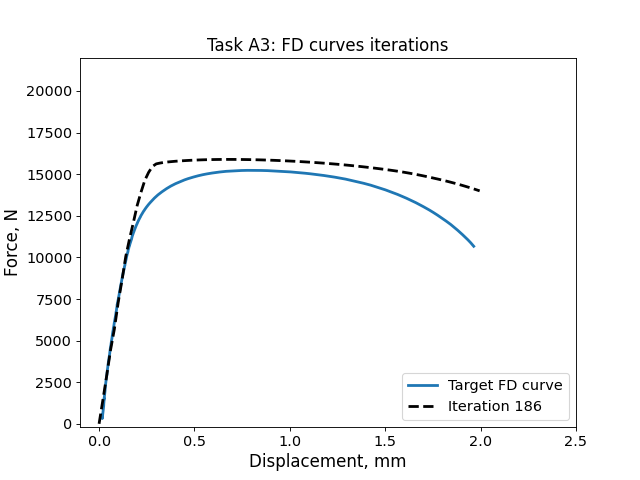 Task A3: FD curves iterations
20000
17500
15000
12500
10000
7500
5000
2500
0
Force, N
Target FD curve
Iteration 186
0.0 0.5 1.0 1.5 2.0 2.5
Displacement, mm